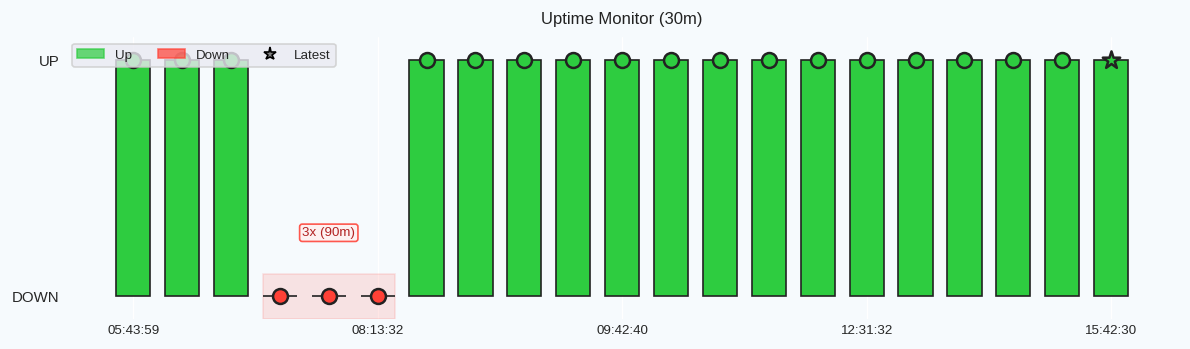 Uptime Monitor (30m)
Up Down Latest
UP
3x (90m)
DOWN
05:43:59 08:13:32 09:42:40 12:31:32 15:42:30